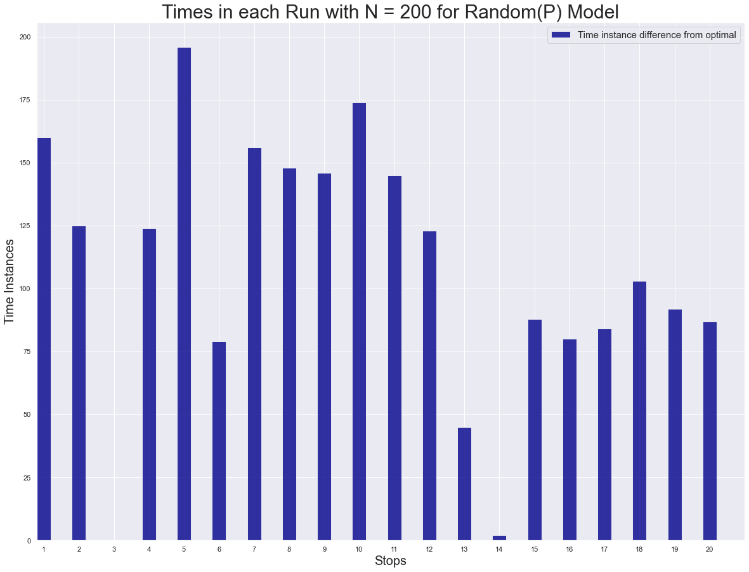 Times in each Run with N = 200 for Random(P) Model
Time instance difference from optimal
200
175
150
125
100
75
50
25
0
Time Instances
1 2 3 4 5 6 7 8 9 10 11 12 13 14 15 16 17 18 19 20
Stops